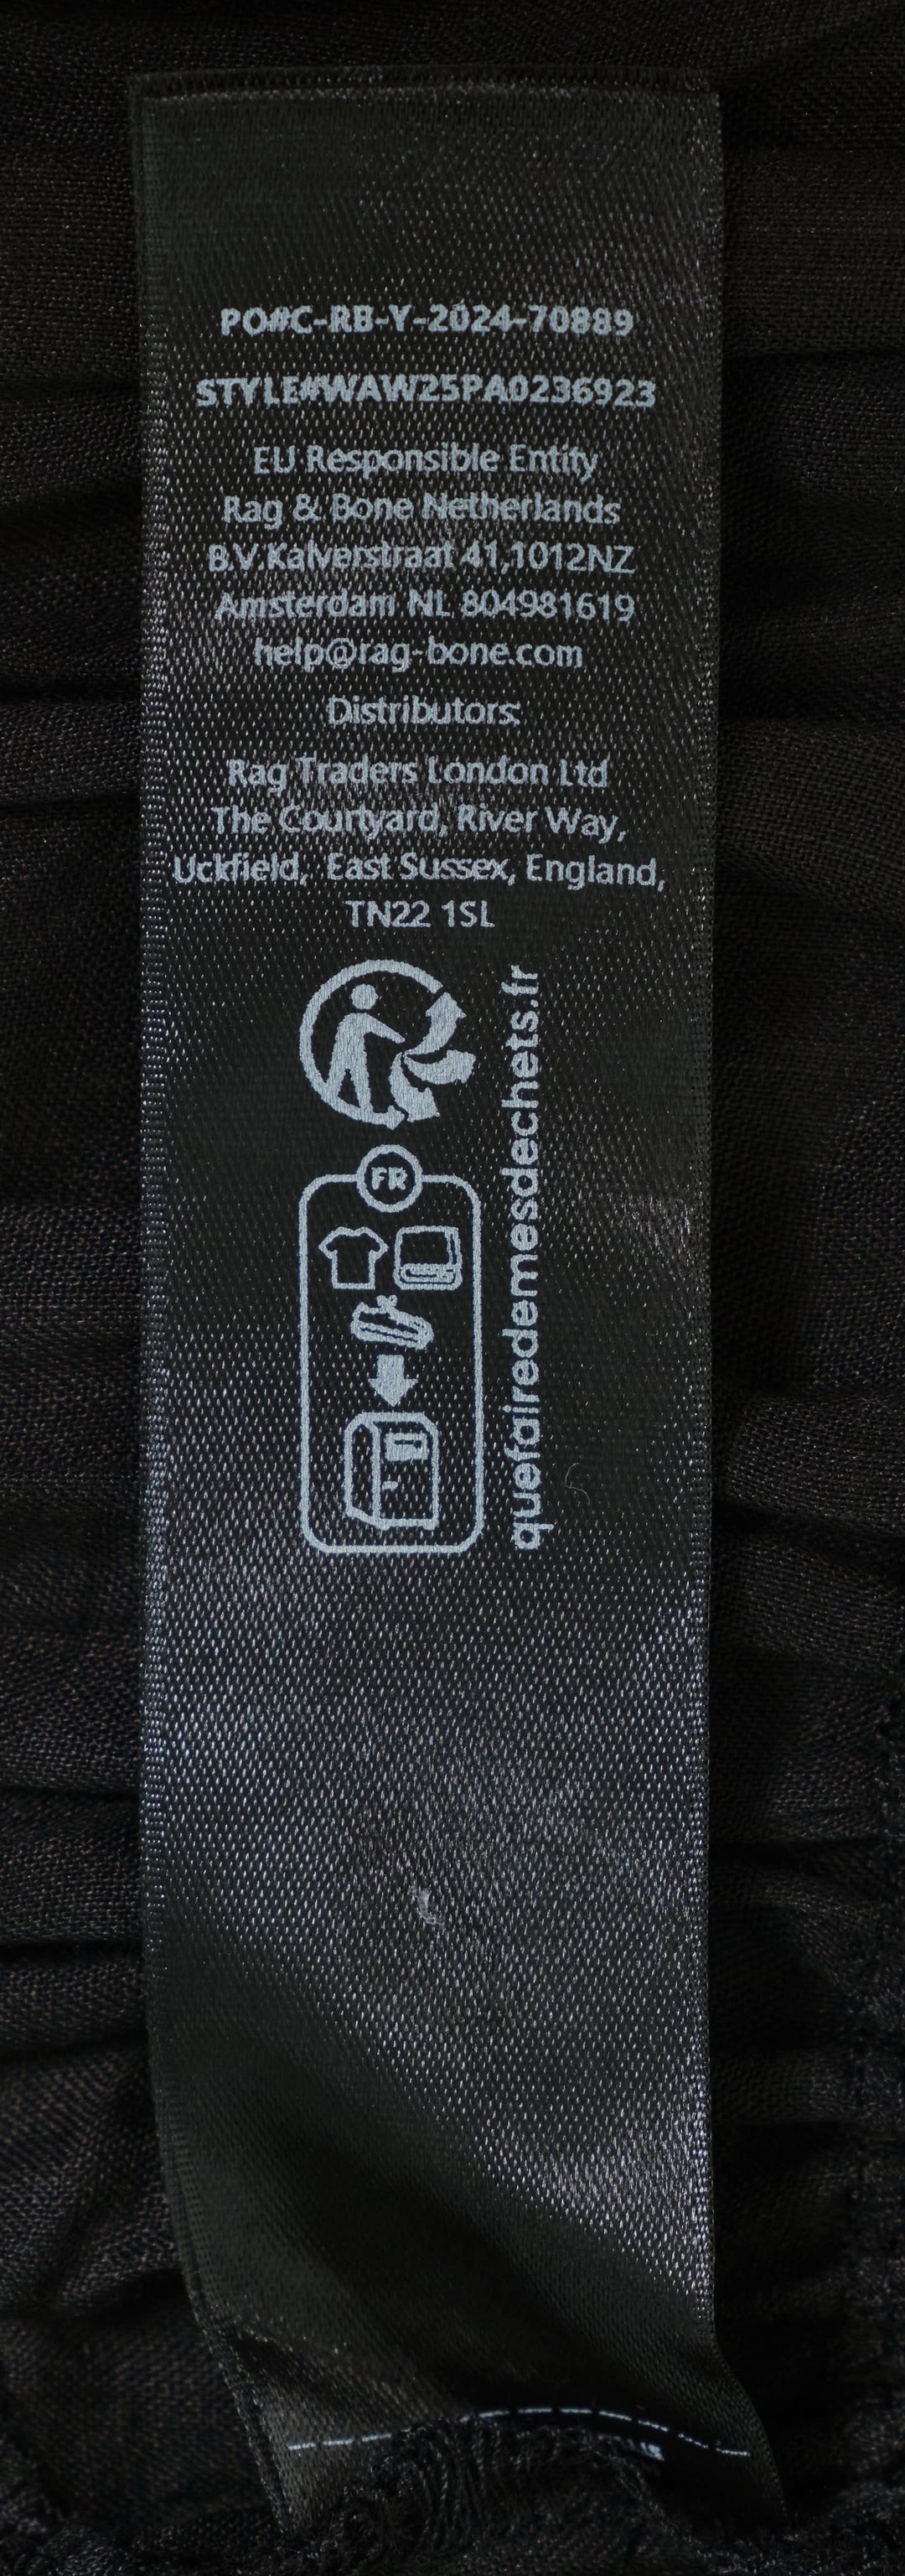 PO#C-RB-Y-2024-70889
STYLE#WAW25PA0236923
EU Responsible Entity
Rag & Bone Netherlands
B.V.Kalverstraat 41,1012NZ
Amsterdam NL 804981619
help@rag-bone.com
Distributors:
Rag Traders London Ltd
The Courtyard, River Way,
Uckfield, East Sussex, England,
TN22 1SL
FR
quefairedemesdechets.fr